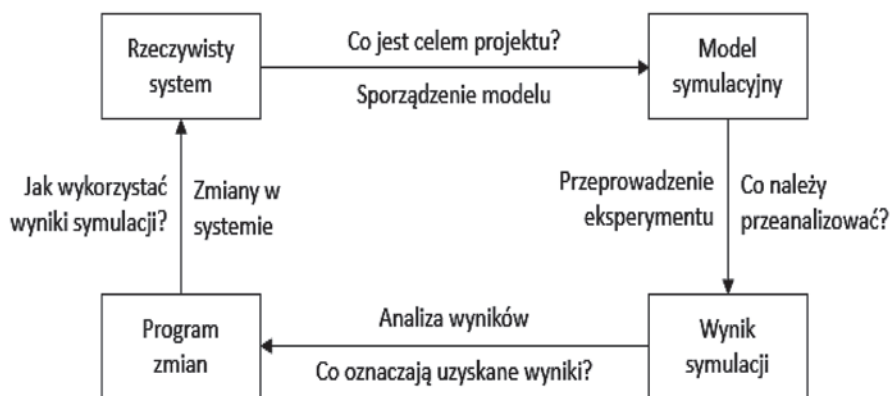 Rzeczywisty
system
Co jest celem projektu?
Sporządzenie modelu
Model
symulacyjny
Jak wykorzystać
wyniki symulacji?
Zmiany w
systemie
Przeprowadzenie
eksperymentu
Co należy
przeanalizować?
Program
zmian
Analiza wyników
Co oznaczają uzyskane wyniki?
Wynik
symulacji